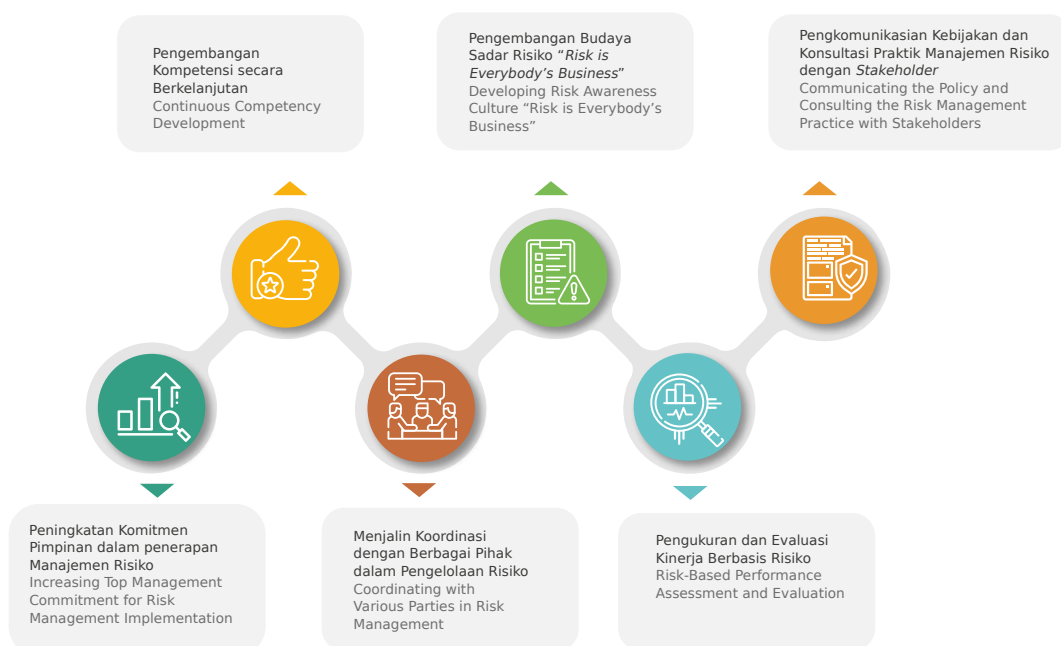 Pengembangan
Kompetensi secara
Berkelanjutan
Continuous Competency
Development
Pengembangan Budaya
Sadar Risiko “Risk is
Everybody’s Business”
Developing Risk Awareness
Culture “Risk is Everybody’s
Business”
Pengkomunikasian Kebijakan dan
Konsultasi Praktik Manajemen Risiko
dengan Stakeholder
Communicating the Policy and
Consulting the Risk Management
Practice with Stakeholders
Peningkatan Komitmen
Pimpinan dalam penerapan
Manajemen Risiko
Increasing Top Management
Commitment for Risk
Management Implementation
Menjalin Koordinasi
dengan Berbagai Pihak
dalam Pengelolaan Risiko
Coordinating with
Various Parties in Risk
Management
Pengukuran dan Evaluasi
Kinerja Berbasis Risiko
Risk-Based Performance
Assessment and Evaluation